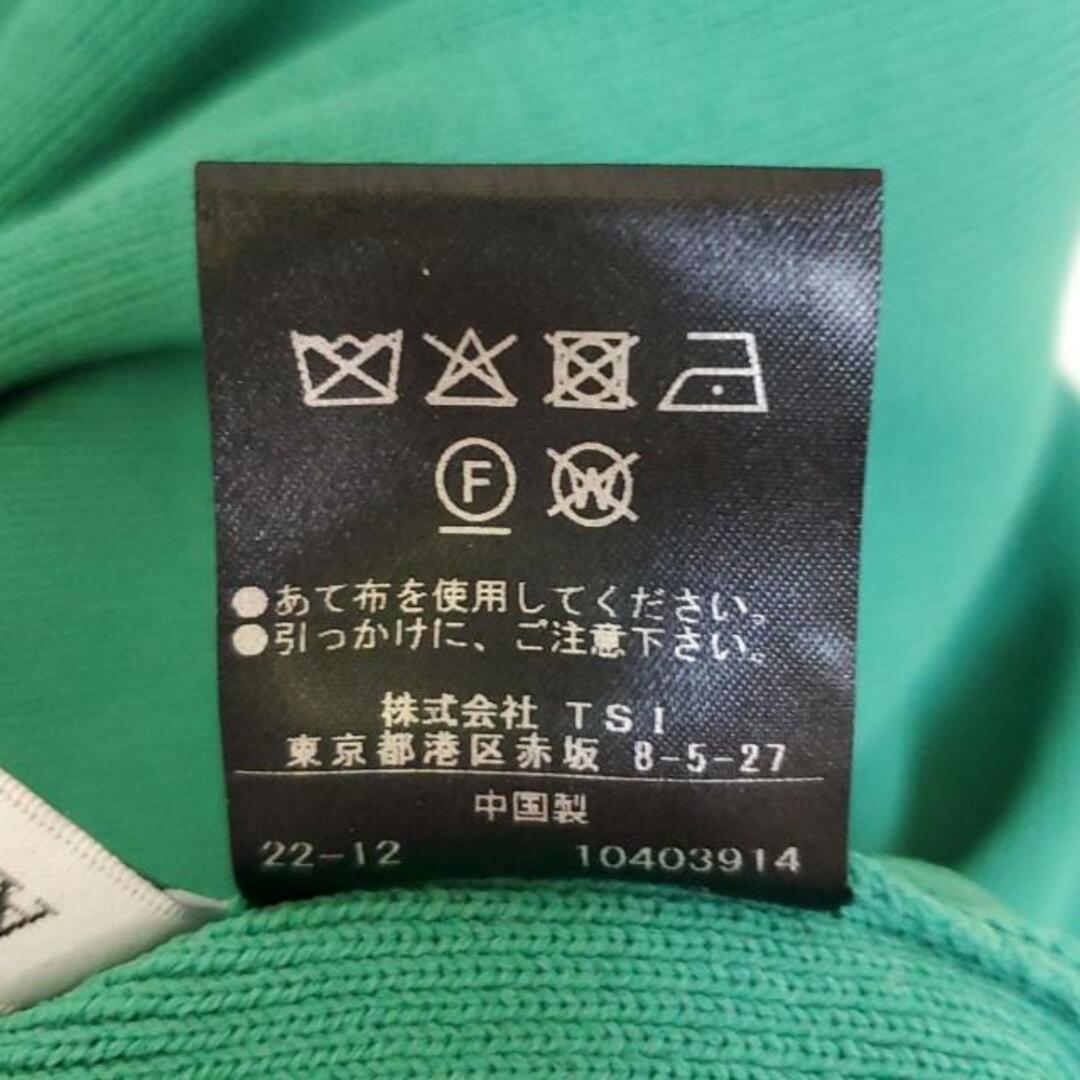 F W
●あて布を使用してください。
●引っかけに、ご注意下さい。
株式会社 TSI
東京都港区赤坂 8-5-27
中国製
22-12 10403914